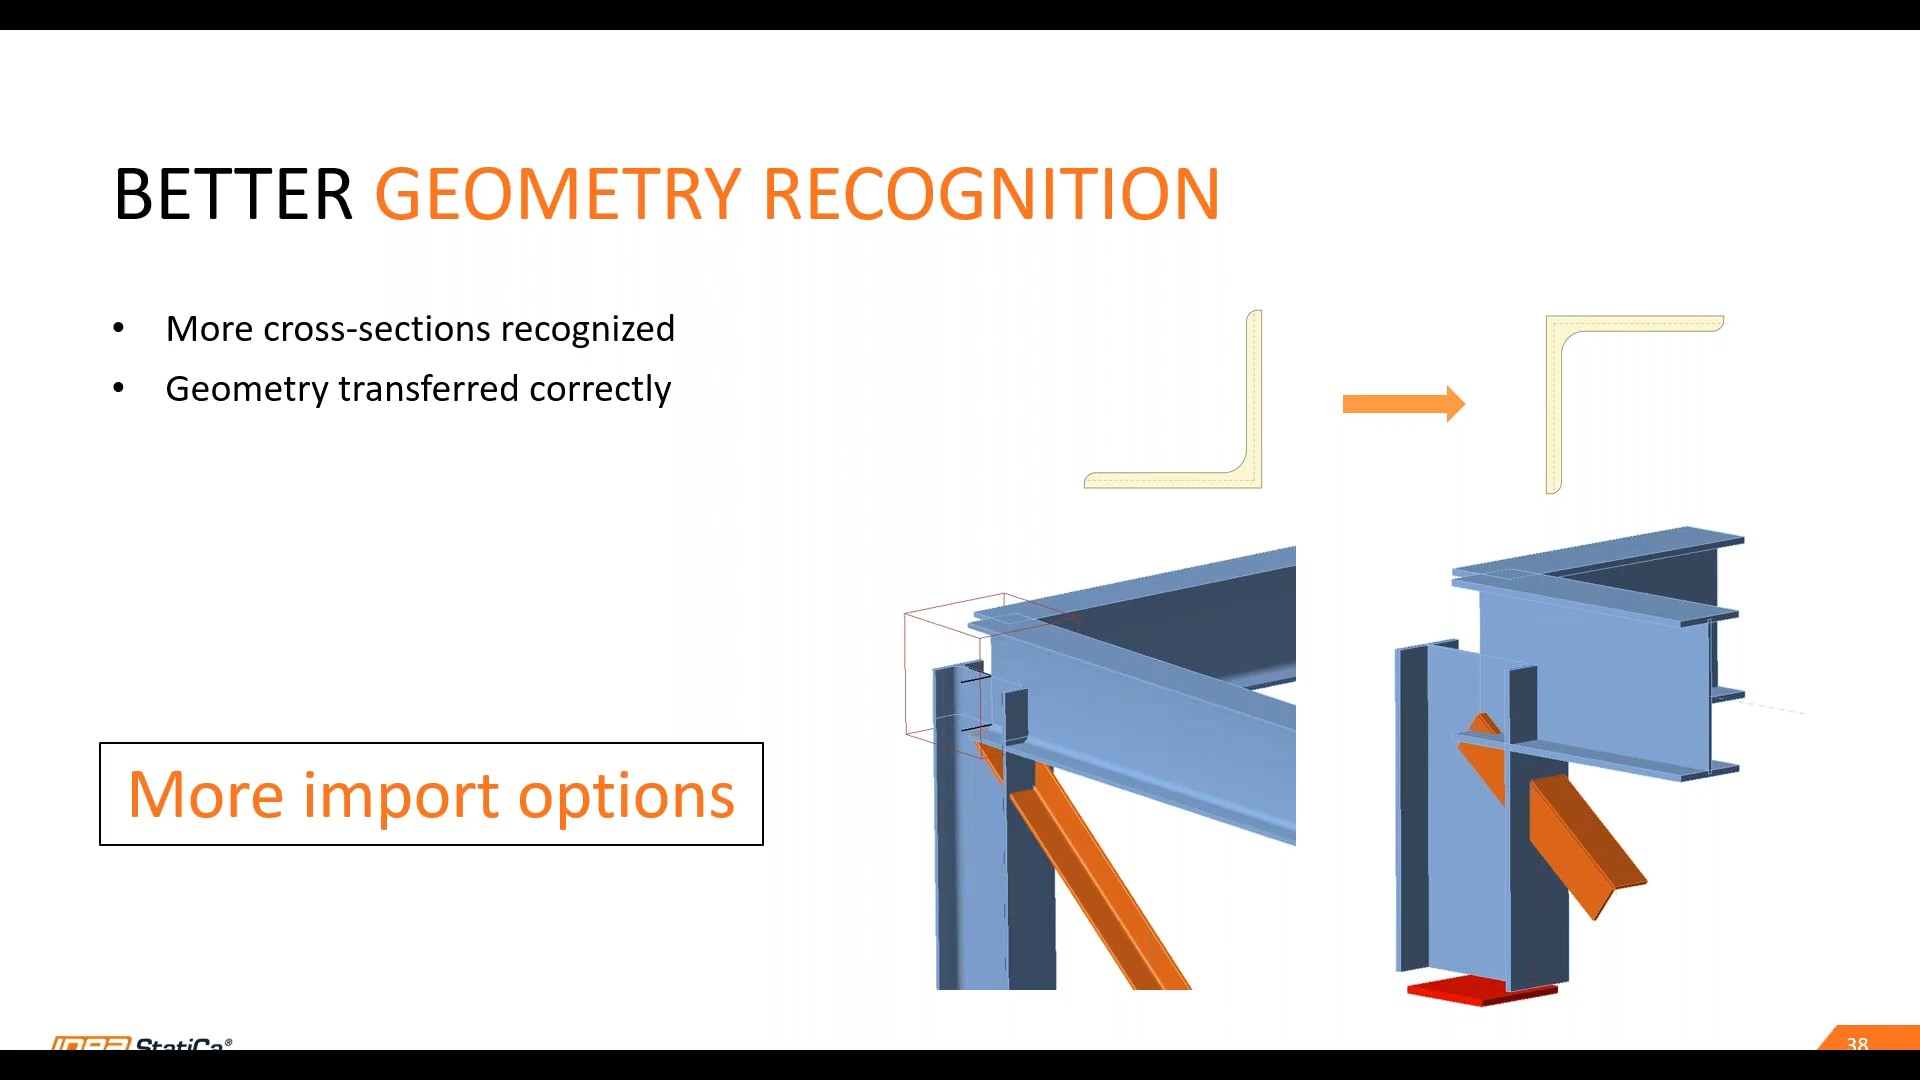 BETTER GEOMETRY RECOGNITION
• More cross-sections recognized
• Geometry transferred correctly
More import options
IDEA StatiCa®
38